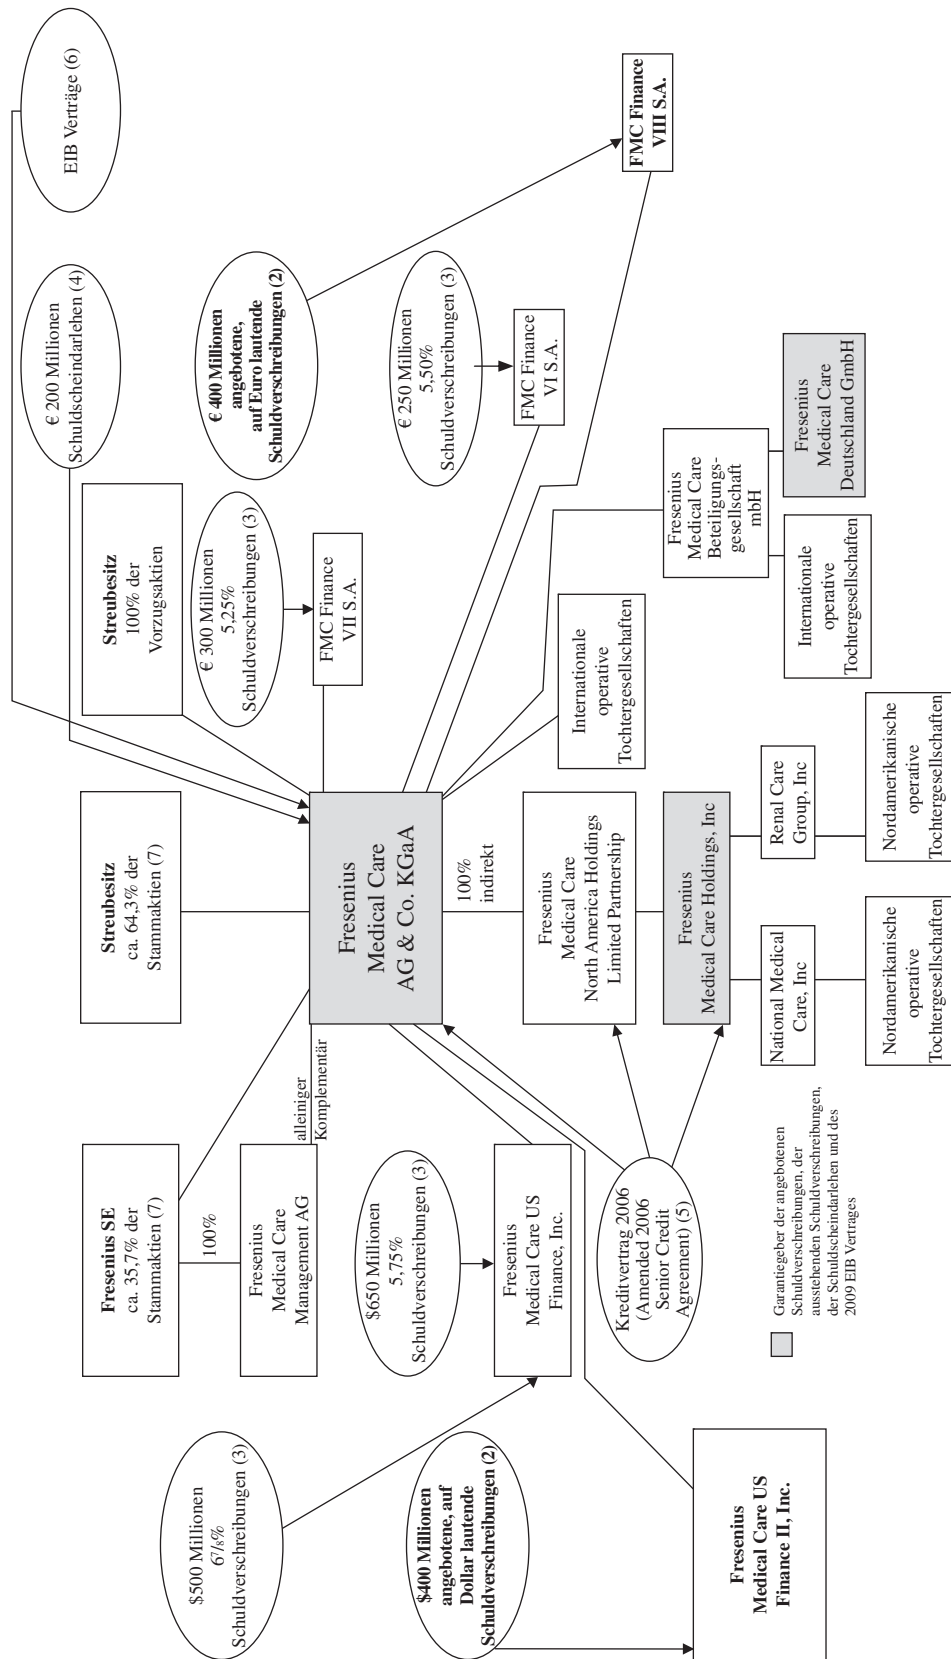 $500 Millionen
6⁷/₈%
Schuldverschreibungen (3)
$400 Millionen
angebotene, auf
Dollar lautende
Schuldverschreibungen (2)
Fresenius
Medical Care US
Finance II, Inc.
Fresenius SE
ca. 35,7% der
Stammaktien (7)
100%
Fresenius
Medical Care
Management AG
alleiniger
Komplementär
$650 Millionen
5,75%
Schuldverschreibungen (3)
Fresenius
Medical Care US
Finance, Inc.
Kreditvertrag 2006
(Amended 2006
Senior Credit
Agreement) (5)
Garantiegeber der angebotenen
Schuldverschreibungen, der
ausstehenden Schuldverschreibungen,
der Schuldscheindarlehen und des
2009 EIB Vertrages
Streubesitz
ca. 64,3% der
Stammaktien (7)
Fresenius
Medical Care
AG & Co. KGaA
100%
indirekt
Fresenius
Medical Care
North America Holdings
Limited Partnership
Fresenius
Medical Care Holdings, Inc
National Medical
Care, Inc
Renal Care
Group, Inc
Nordamerikanische
operative
Tochtergesellschaften
Nordamerikanische
operative
Tochtergesellschaften
Streubesitz
100% der
Vorzugsaktien
€ 300 Millionen
5,25%
Schuldverschreibungen (3)
FMC Finance
VII S.A.
Internationale
operative
Tochtergesellschaften
€ 200 Millionen
Schuldscheindarlehen (4)
€ 400 Millionen
angebotene,
auf Euro lautende
Schuldverschreibungen (2)
€ 250 Millionen
5,50%
Schuldverschreibungen (3)
FMC Finance
VI S.A.
Fresenius
Medical Care
Beteiligungs-
gesellschaft
mbH
Internationale
operative
Tochtergesellschaften
Fresenius
Medical Care
Deutschland GmbH
EIB Verträge (6)
FMC Finance
VIII S.A.